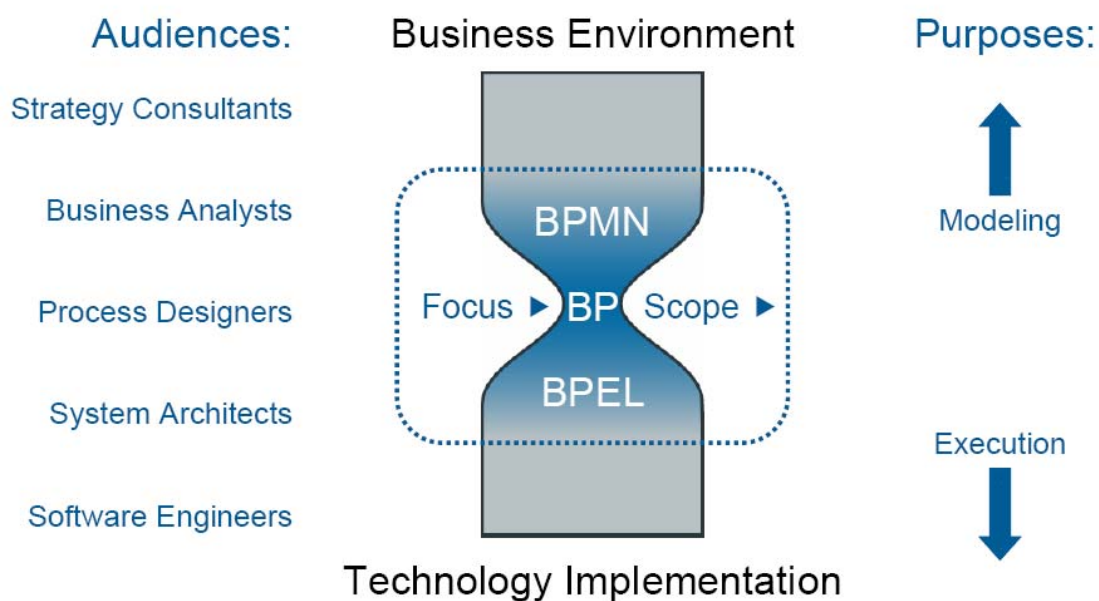 Audiences:
Business Environment
Purposes:
Strategy Consultants
Business Analysts
BPMN
Modeling
Process Designers
Focus
BP
Scope
System Architects
BPEL
Execution
Software Engineers
Technology Implementation